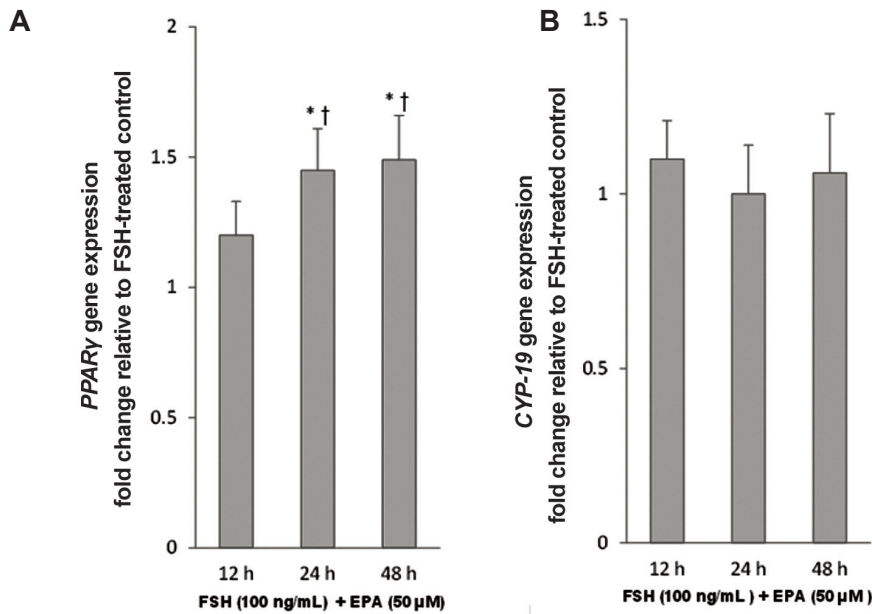 A
PPARγ gene expression
fold change relative to FSH-treated control
2
1.5
1
0.5
0
* †
* †
12 h 24 h 48 h
FSH (100 ng/mL) + EPA (50 µM)
B
CYP-19 gene expression
fold change relative to FSH-treated control
1.5
1
0.5
0
12 h 24 h 48 h
FSH (100 ng/mL ) + EPA (50 µM )